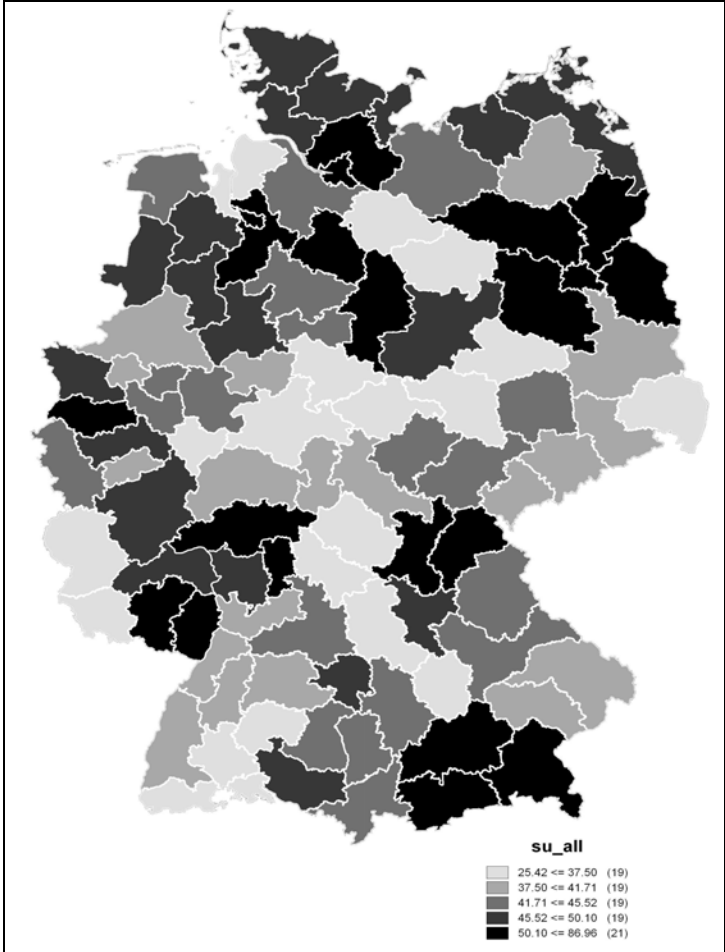 su_all
25.42 <= 37.50 (19)
37.50 <= 41.71 (19)
41.71 <= 45.52 (19)
45.52 <= 50.10 (19)
50.10 <= 86.96 (21)